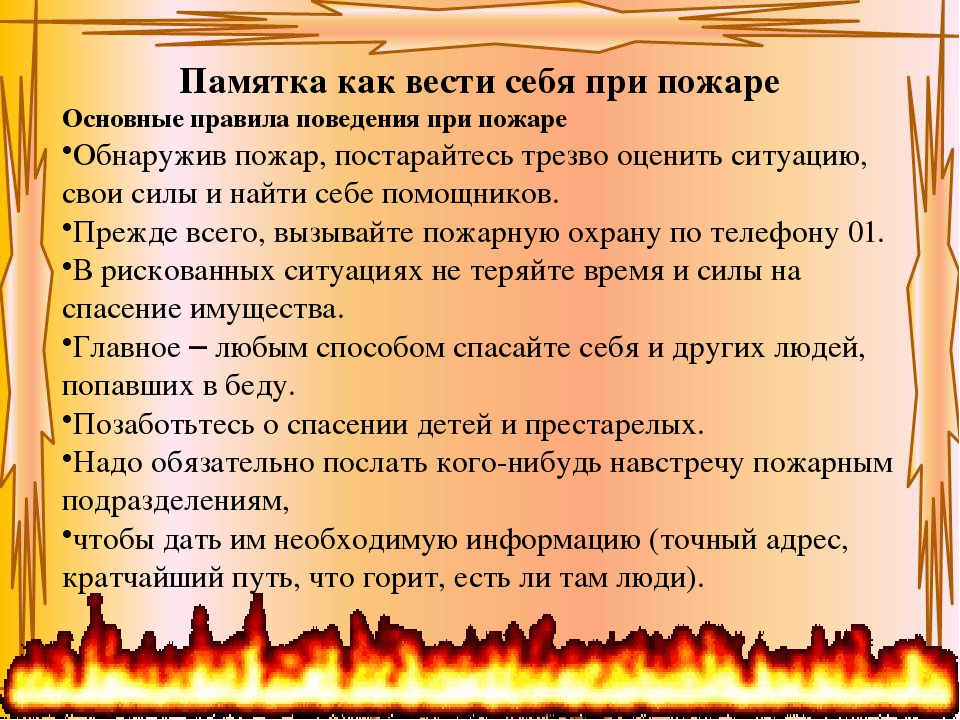 Памятка как вести себя при пожаре
Основные правила поведения при пожаре
•Обнаружив пожар, постарайтесь трезво оценить ситуацию,
свои силы и найти себе помощников.
•Прежде всего, вызывайте пожарную охрану по телефону 01.
•В рискованных ситуациях не теряйте время и силы на
спасение имущества.
•Главное – любым способом спасайте себя и других людей,
попавших в беду.
•Позаботьтесь о спасении детей и престарелых.
•Надо обязательно послать кого-нибудь навстречу пожарным
подразделениям,
•чтобы дать им необходимую информацию (точный адрес,
кратчайший путь, что горит, есть ли там люди).